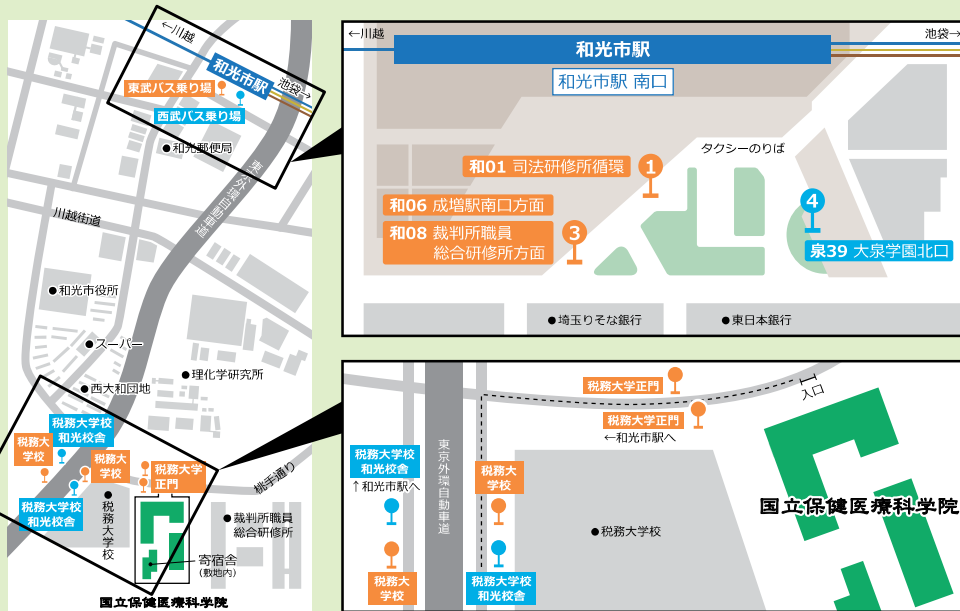 ←川越
和光市駅
池袋→
東武バス乗り場
西武バス乗り場
●和光郵便局
東京外環自動車道
川越街道
●和光市役所
●スーパー
●理化学研究所
●西大和団地
税務大学校
和光校舎
税務大
学校
税務大
学校
税務大学
正門
桃手通り
税務大学校
和光校舎
●税務大学校
●裁判所職員
総合研修所
寄宿舎
(敷地内)
国立保健医療科学院
←川越
和光市駅
池袋→
和光市駅 南口
タクシーのりば
和01 司法研修所循環
1
和06 成増駅南口方面
和08 裁判所職員
総合研修所方面
3
4
泉39 大泉学園北口
●埼玉りそな銀行
●東日本銀行
税務大学正門
入口
税務大学正門
←和光市駅へ
東京外環自動車道
税務大学校
和光校舎
↑和光市駅へ
税務大
学校
税務大
学校
税務大学校
和光校舎
●税務大学校
国立保健医療科学院